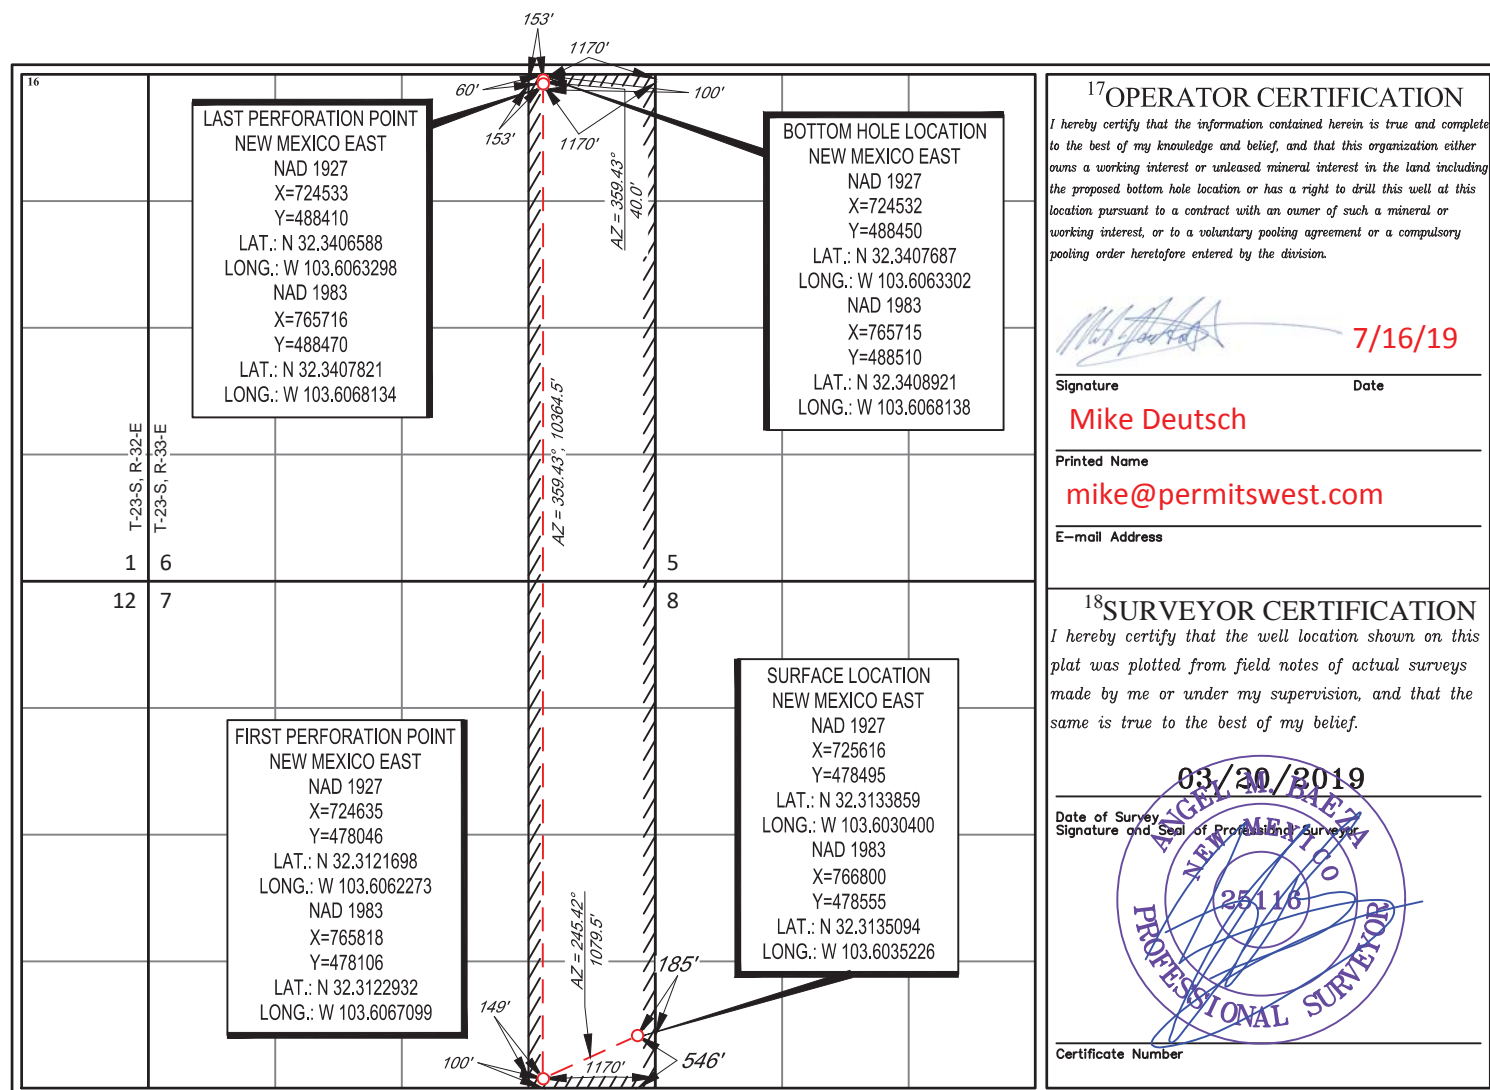 16
153'
1170'
60'
100'
153'
1170'
AZ = 359.43°
40.0'
LAST PERFORATION POINT
NEW MEXICO EAST
NAD 1927
X=724533
Y=488410
LAT.: N 32.3406588
LONG.: W 103.6063298
NAD 1983
X=765716
Y=488470
LAT.: N 32.3407821
LONG.: W 103.6068134
BOTTOM HOLE LOCATION
NEW MEXICO EAST
NAD 1927
X=724532
Y=488450
LAT.: N 32.3407687
LONG.: W 103.6063302
NAD 1983
X=765715
Y=488510
LAT.: N 32.3408921
LONG.: W 103.6068138
AZ = 359.43°, 10364.5'
T-23-S, R-32-E
T-23-S, R-33-E
1 6
5
12 7
8
FIRST PERFORATION POINT
NEW MEXICO EAST
NAD 1927
X=724635
Y=478046
LAT.: N 32.3121698
LONG.: W 103.6062273
NAD 1983
X=765818
Y=478106
LAT.: N 32.3122932
LONG.: W 103.6067099
SURFACE LOCATION
NEW MEXICO EAST
NAD 1927
X=725616
Y=478495
LAT.: N 32.3133859
LONG.: W 103.6030400
NAD 1983
X=766800
Y=478555
LAT.: N 32.3135094
LONG.: W 103.6035226
AZ = 245.42°
1079.5'
185'
149'
100'
1170'
546'
17OPERATOR CERTIFICATION
I hereby certify that the information contained herein is true and complete
to the best of my knowledge and belief, and that this organization either
owns a working interest or unleased mineral interest in the land including
the proposed bottom hole location or has a right to drill this well at this
location pursuant to a contract with an owner of such a mineral or
working interest, or to a voluntary pooling agreement or a compulsory
pooling order heretofore entered by the division.
7/16/19
Signature Date
Mike Deutsch
Printed Name
mike@permitswest.com
E-mail Address
18SURVEYOR CERTIFICATION
I hereby certify that the well location shown on this
plat was plotted from field notes of actual surveys
made by me or under my supervision, and that the
same is true to the best of my belief.
03/20/2019
Date of Survey
Signature and Seal of Professional Surveyor
ANGEL M. BAEZA
NEW MEXICO
25116
PROFESSIONAL SURVEYOR
Certificate Number